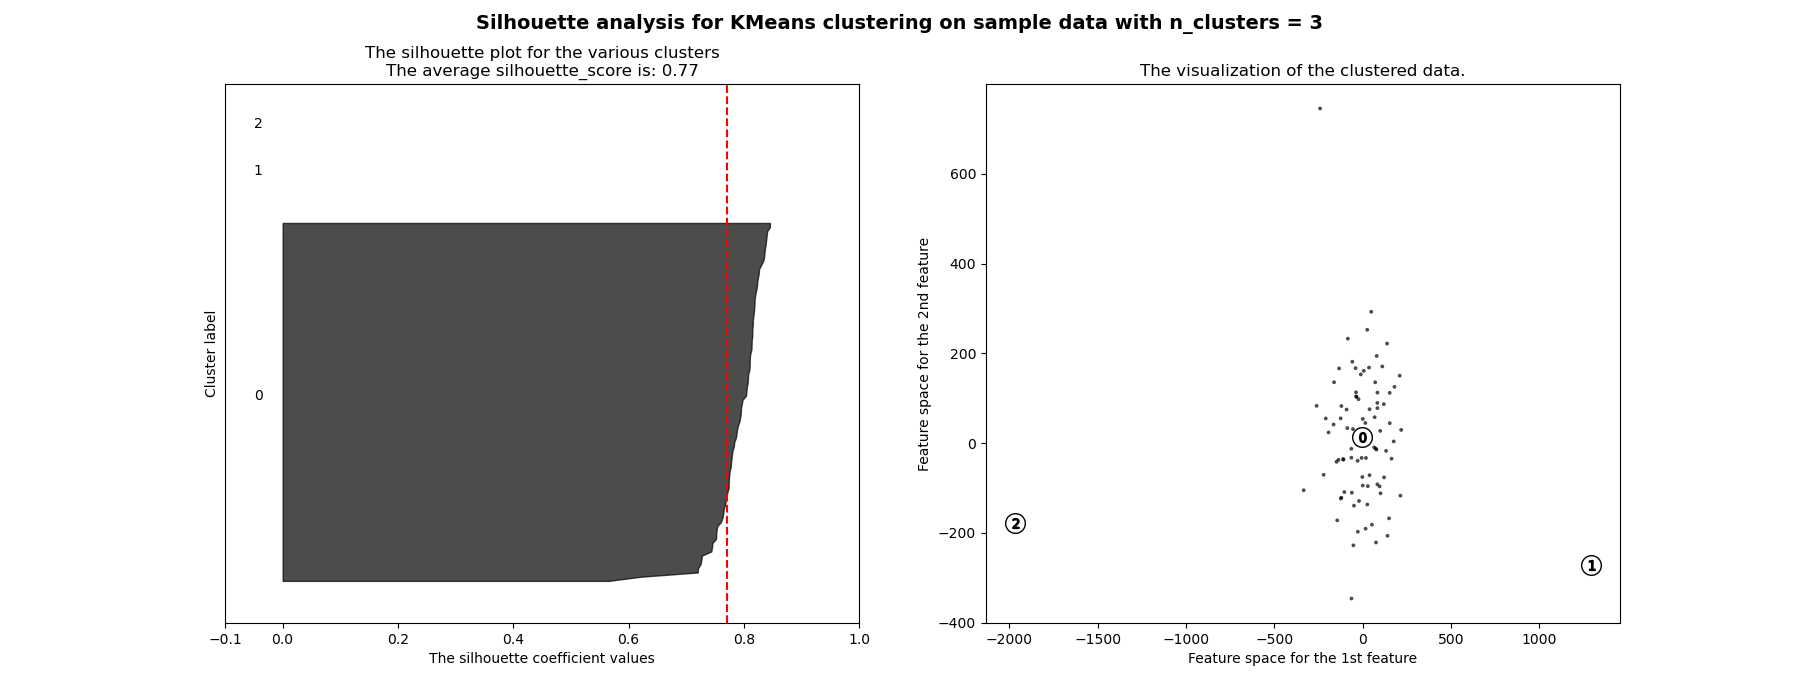 Silhouette analysis for KMeans clustering on sample data with n_clusters = 3
The silhouette plot for the various clusters
The average silhouette_score is: 0.77
2
1
0
Cluster label
−0.1 0.0 0.2 0.4 0.6 0.8 1.0
The silhouette coefficient values
The visualization of the clustered data.
600
400
200
0
−200
−400
Feature space for the 2nd feature
0
2
1
−2000 −1500 −1000 −500 0 500 1000
Feature space for the 1st feature